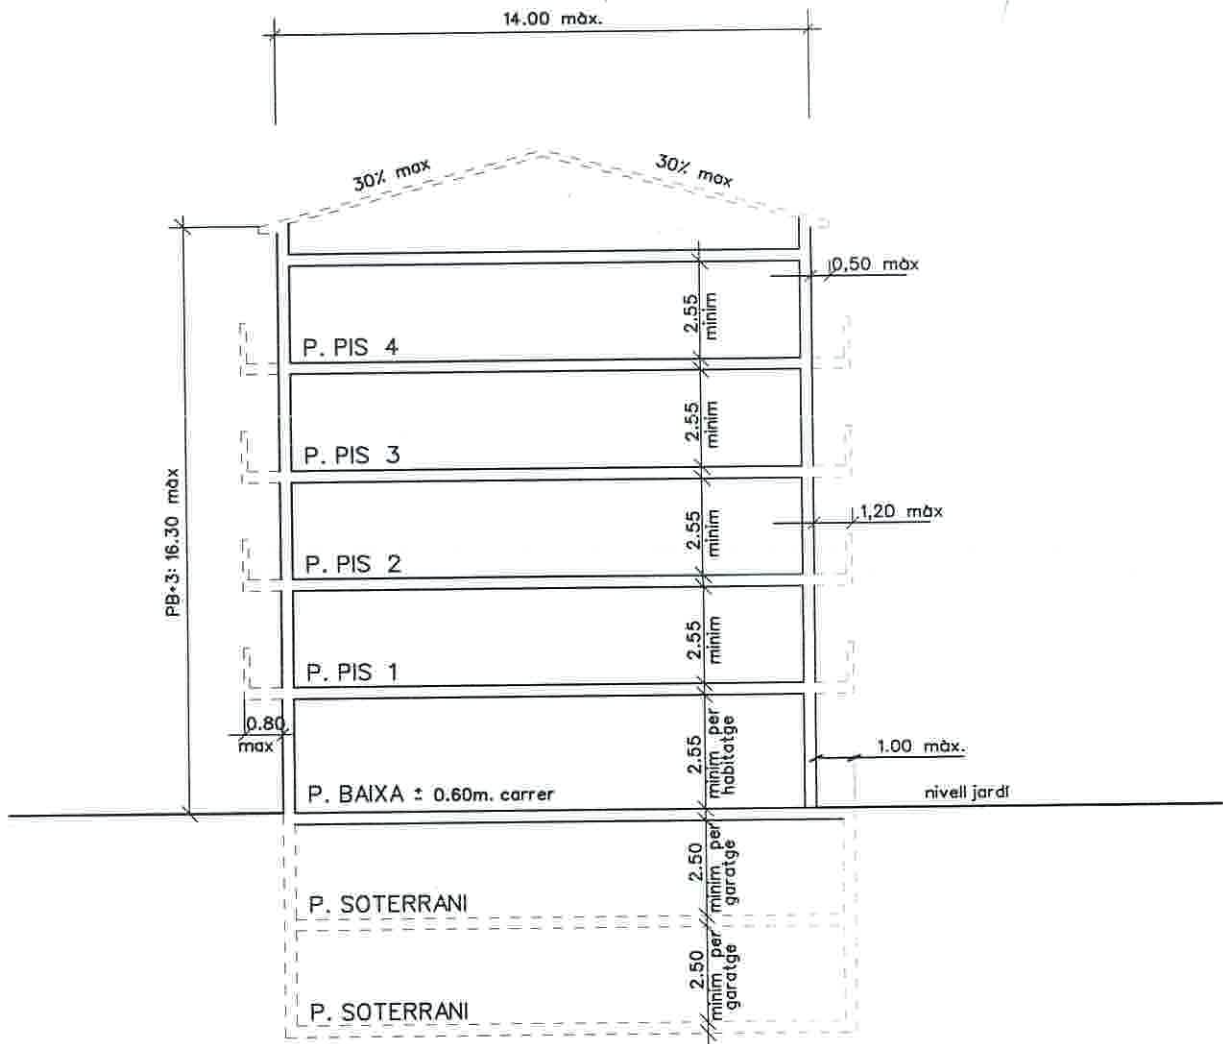 14.00 màx.
30% max
30% max
0,50 màx
2.55
minim
P. PIS 4
2.55
minim
P. PIS 3
PB+3: 16.30 màx
1,20 màx
2.55
minim
P. PIS 2
2.55
minim
P. PIS 1
0.80
max
2.55
minim per
habitatge
1.00 màx.
P. BAIXA ± 0.60m. carrer
nivell jardí
2.50
minim per
garatge
P. SOTERRANI
2.50
minim per
garatge
P. SOTERRANI